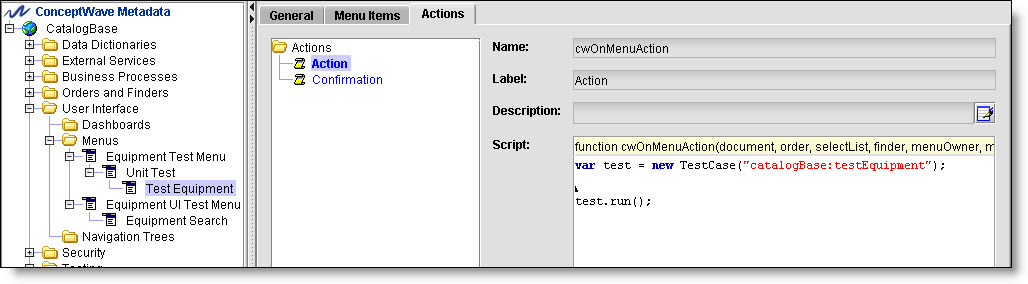 ConceptWave Metadata
CatalogBase
Data Dictionaries
External Services
Business Processes
Orders and Finders
User Interface
Dashboards
Menus
Equipment Test Menu
Unit Test
Test Equipment
Equipment UI Test Menu
Equipment Search
Navigation Trees
Security
Testing
General Menu Items Actions
Actions
Action
Confirmation
Name: cwOnMenuAction
Label: Action
Description:
Script: function cwOnMenuAction(document, order, selectList, finder, menuOwner, m
var test = new TestCase("catalogBase:testEquipment");
test.run();